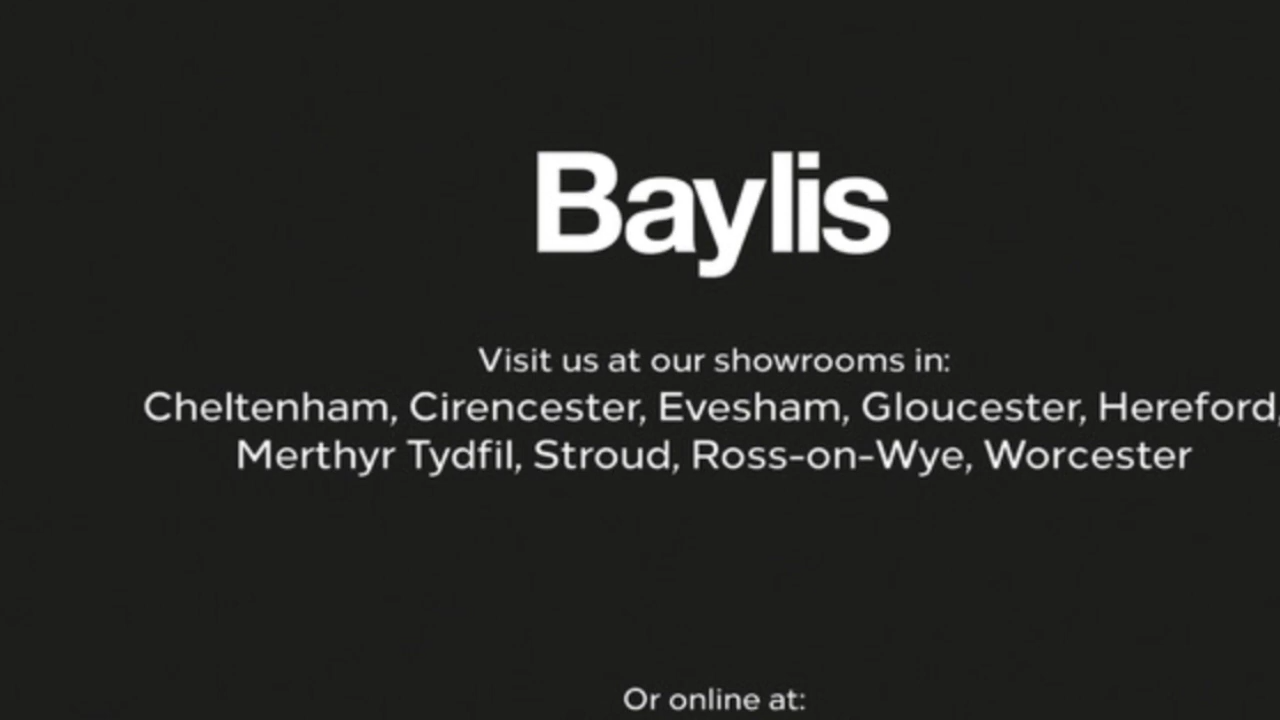 Baylis
Visit us at our showrooms in:
Cheltenham, Cirencester, Evesham, Gloucester, Hereford,
Merthyr Tydfil, Stroud, Ross-on-Wye, Worcester
Or online at: